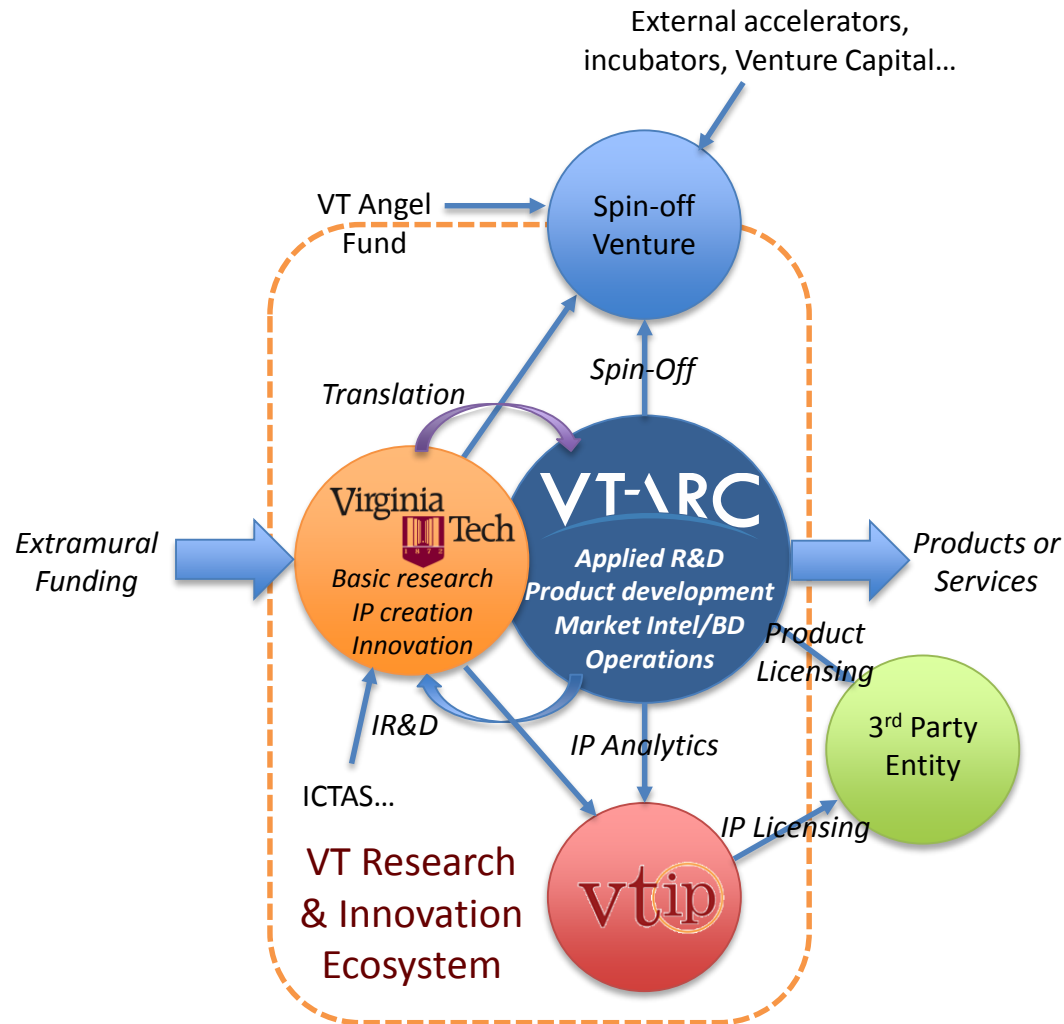 External accelerators,
incubators, Venture Capital…
VT Angel
Fund
Spin-off
Venture
Translation
Spin-Off
Virginia
Tech
1872
Basic research
IP creation
Innovation
VT-ARC
Applied R&D
Product development
Market Intel/BD
Operations
Extramural
Funding
Products or
Services
Product
Licensing
IR&D
IP Analytics
3rd Party
Entity
ICTAS…
IP Licensing
VT Research
& Innovation
Ecosystem
vtip